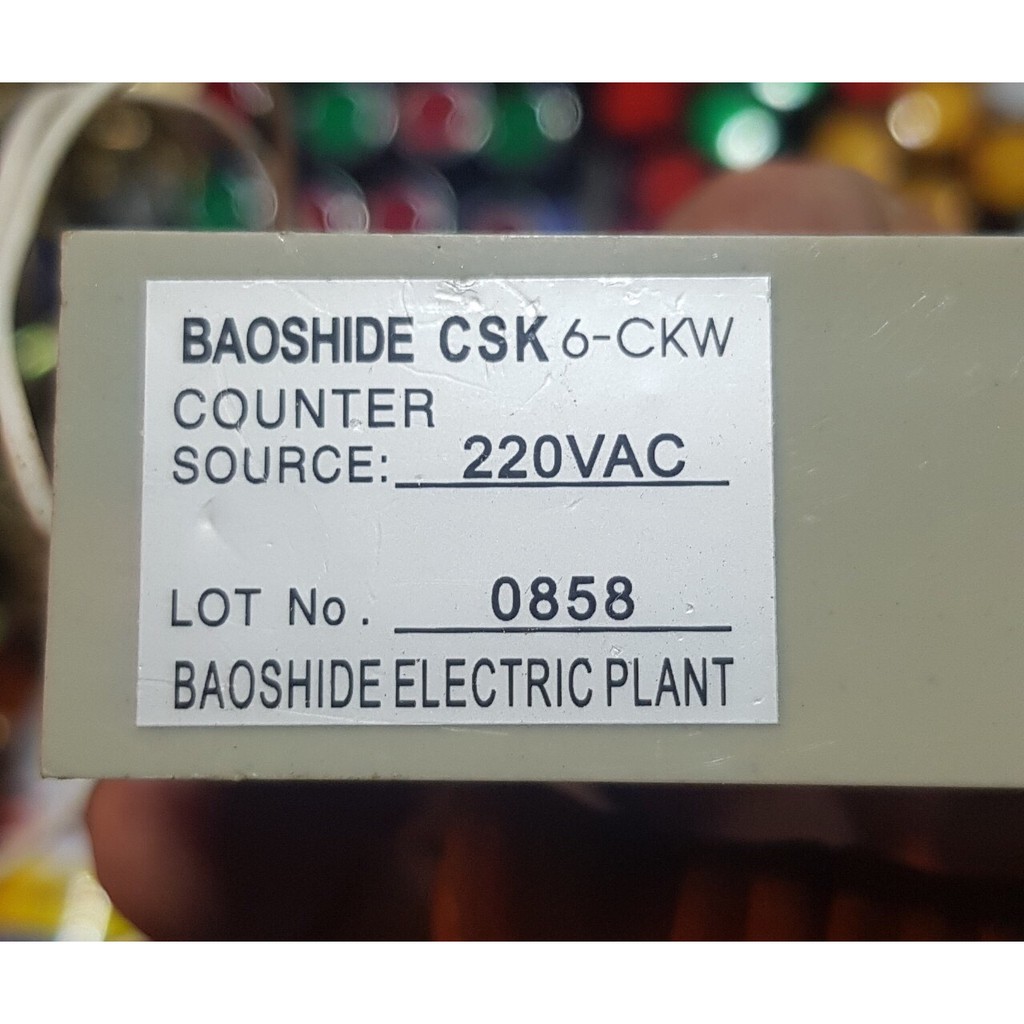 BAOSHIDE CSK 6-CKW
COUNTER
SOURCE: 220VAC
LOT No. 0858
BAOSHIDE ELECTRIC PLANT